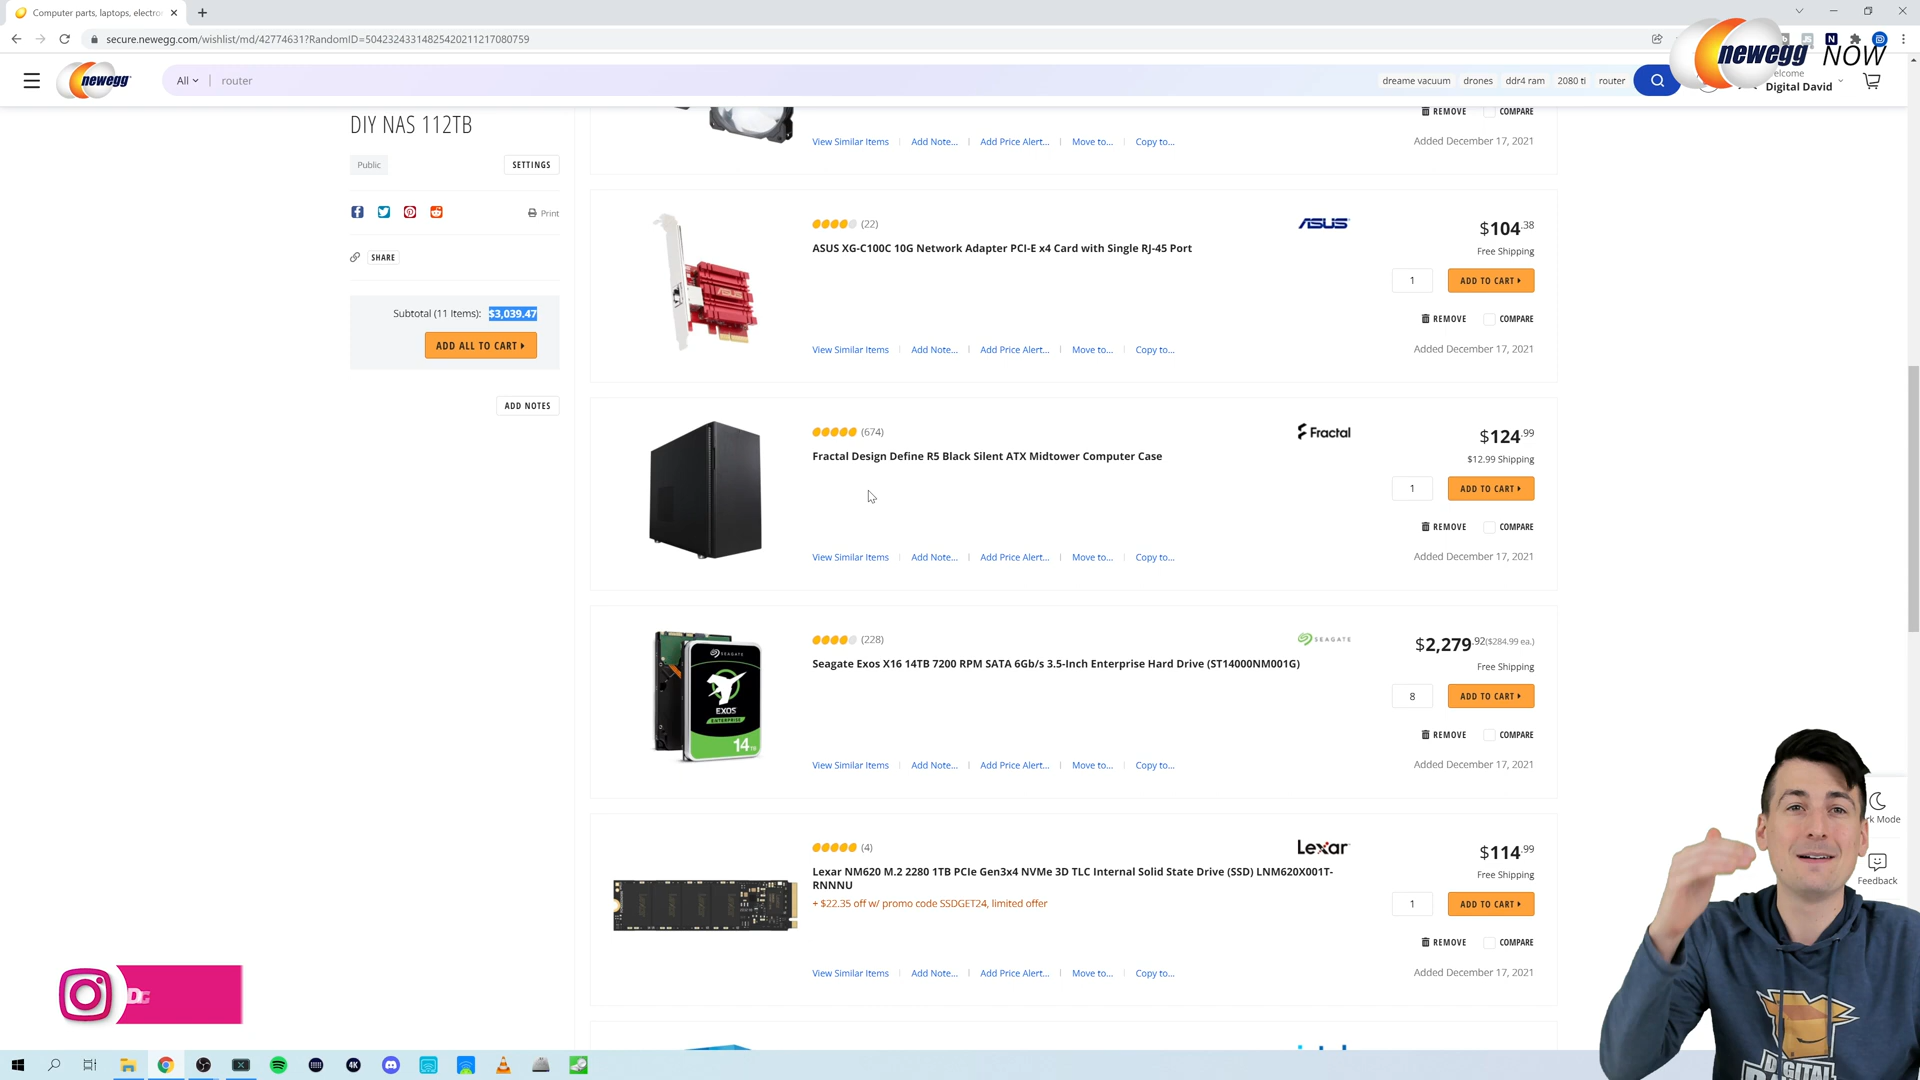 Computer parts, laptops, electro
secure.newegg.com/wishlist/md/42774631?RandomID=50423243314825420211217080759
newegg NOW
newegg
All
router
dreame vacuum
drones
ddr4 ram
2080 ti
router
elcome
Digital David
DIY NAS 112TB
Public
SETTINGS
Print
SHARE
Subtotal (11 Items): $3,039.47
ADD ALL TO CART
ADD NOTES
REMOVE COMPARE
View Similar Items Add Note... Add Price Alert... Move to... Copy to...
Added December 17, 2021
(22)
ASUS
ASUS XG-C100C 10G Network Adapter PCI-E x4 Card with Single RJ-45 Port
$104.38
Free Shipping
1 ADD TO CART
REMOVE COMPARE
View Similar Items Add Note... Add Price Alert... Move to... Copy to...
Added December 17, 2021
(674)
Fractal
Fractal Design Define R5 Black Silent ATX Midtower Computer Case
$124.99
$12.99 Shipping
1 ADD TO CART
REMOVE COMPARE
View Similar Items Add Note... Add Price Alert... Move to... Copy to...
Added December 17, 2021
(228)
SEAGATE
Seagate Exos X16 14TB 7200 RPM SATA 6Gb/s 3.5-Inch Enterprise Hard Drive (ST14000NM001G)
$2,279.92($284.99 ea.)
Free Shipping
8 ADD TO CART
SEAGATE
EXOS
ENTERPRISE
14TB
REMOVE COMPARE
View Similar Items Add Note... Add Price Alert... Move to... Copy to...
Added December 17, 2021
(4)
Lexar
Lexar NM620 M.2 2280 1TB PCIe Gen3x4 NVMe 3D TLC Internal Solid State Drive (SSD) LNM620X001T-
RNNNU
+ $22.35 off w/ promo code SSDGET24, limited offer
$114.99
Free Shipping
1 ADD TO CART
REMOVE COMPARE
View Similar Items Add Note... Add Price Alert... Move to... Copy to...
Added December 17, 2021
rk Mode
Feedback
4K
DIGITAL